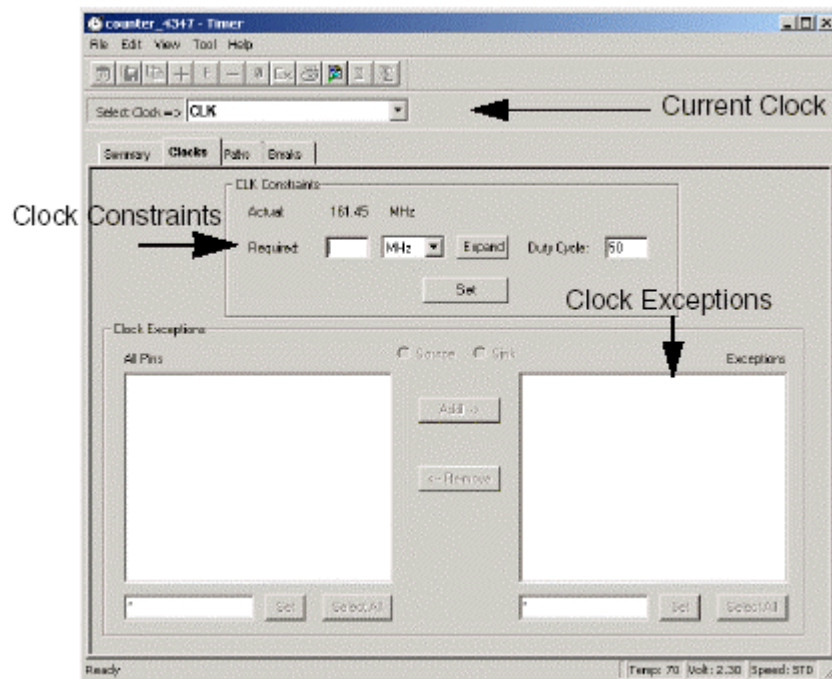 counter_4347 - Timer
File Edit View Tool Help
Select Clock => CLK
Current Clock
Summary Clocks Paths Breaks
CLK Constraints
Clock Constraints
Actual: 161.45 MHz
Required: MHz Expand Duty Cycle: 50
Set
Clock Exceptions
Clock Exceptions
All Pins Source Sink Exceptions
Add ->
<- Remove
* Set Select All * Set Select All
Ready Temp: 70 Volt: 2.30 Speed: STD